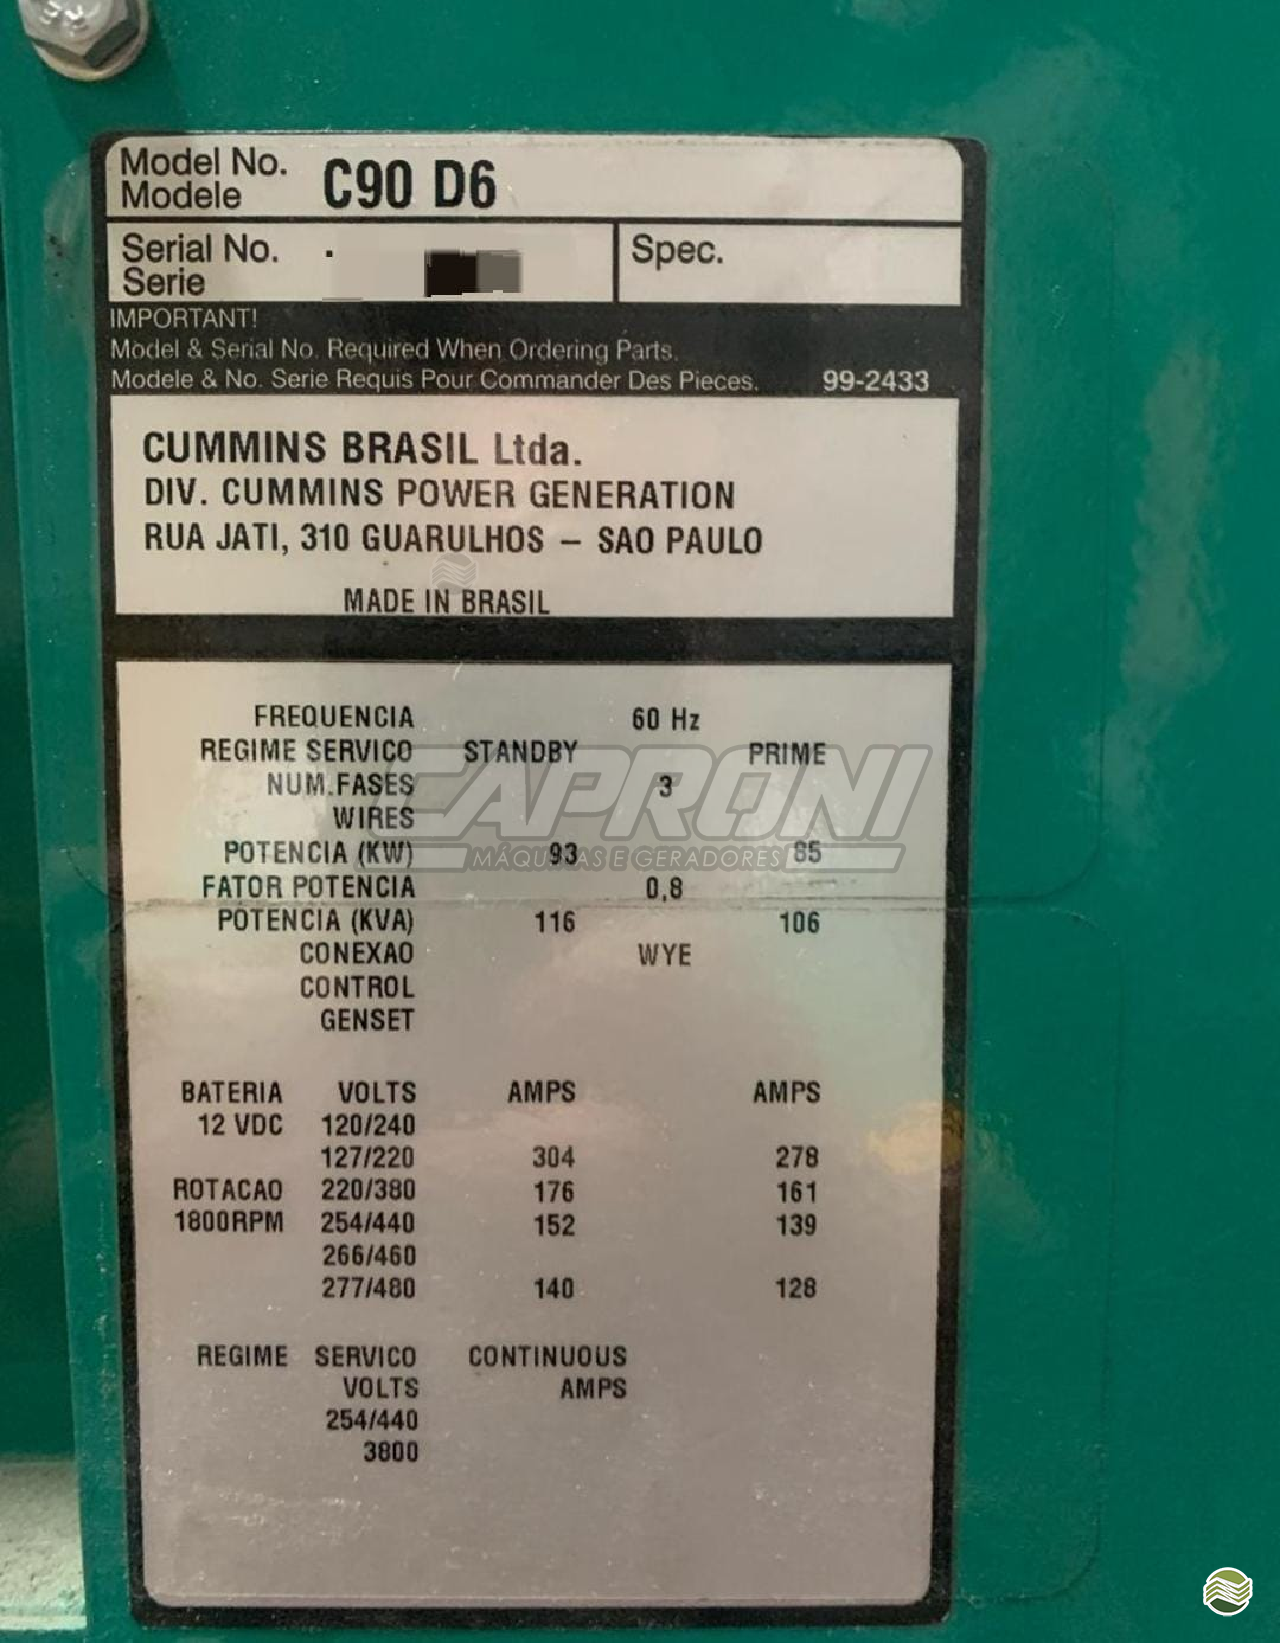 Model No.
Modele
C90 D6
Serial No.
Serie
Spec.
IMPORTANT!
Model & Serial No. Required When Ordering Parts.
Modele & No. Serie Requis Pour Commander Des Pieces. 99-2433
CUMMINS BRASIL Ltda.
DIV. CUMMINS POWER GENERATION
RUA JATI, 310 GUARULHOS – SAO PAULO
MADE IN BRASIL
FREQUENCIA 60 Hz
REGIME SERVICO STANDBY PRIME
NUM.FASES 3
WIRES
CAPRONI
POTENCIA (KW) 93 85
MÁQUINAS E GERADORES
FATOR POTENCIA 0,8
POTENCIA (KVA) 116 106
CONEXAO WYE
CONTROL
GENSET
BATERIA VOLTS AMPS AMPS
12 VDC 120/240
127/220 304 278
ROTACAO 220/380 176 161
1800RPM 254/440 152 139
266/460
277/480 140 128
REGIME SERVICO CONTINUOUS
VOLTS AMPS
254/440
3800